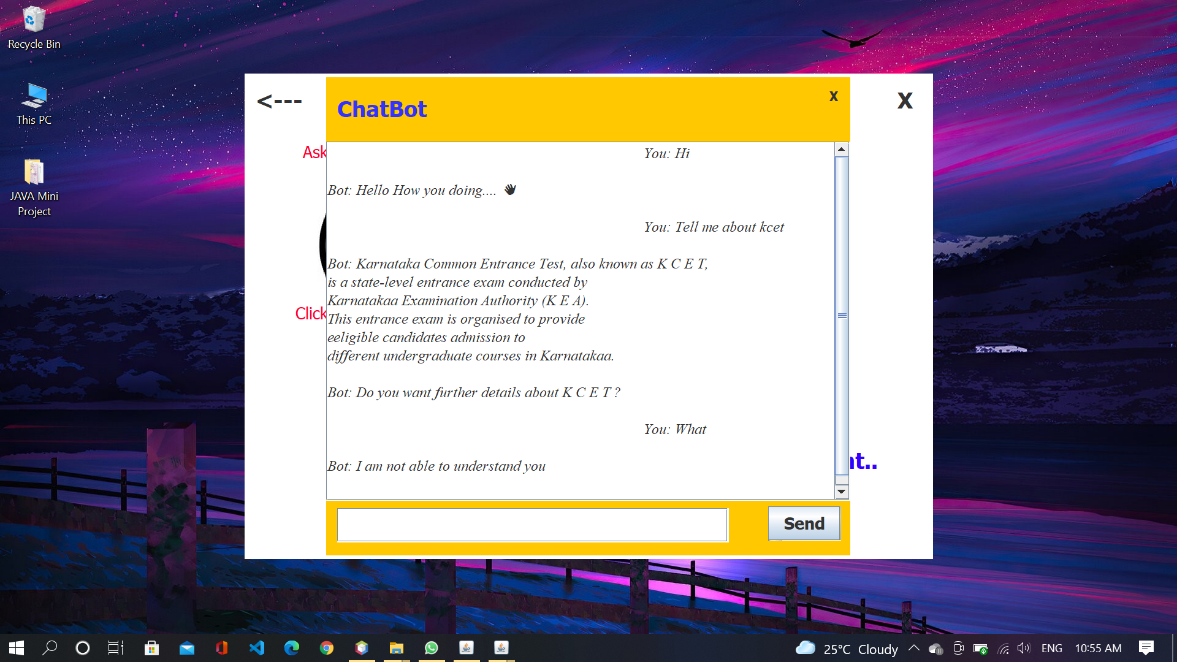 Recycle Bin
This PC
JAVA Mini
Project
<---
ChatBot
x
X
Ask
You: Hi
Bot: Hello How you doing.... 👋
You: Tell me about kcet
Bot: Karnataka Common Entrance Test, also known as K C E T,
is a state-level entrance exam conducted by
Karnatakaa Examination Authority (K E A).
Click
This entrance exam is organised to provide
eeligible candidates admission to
different undergraduate courses in Karnatakaa.
Bot: Do you want further details about K C E T ?
You: What
Bot: I am not able to understand you
t..
Send
25°C Cloudy
ENG
10:55 AM